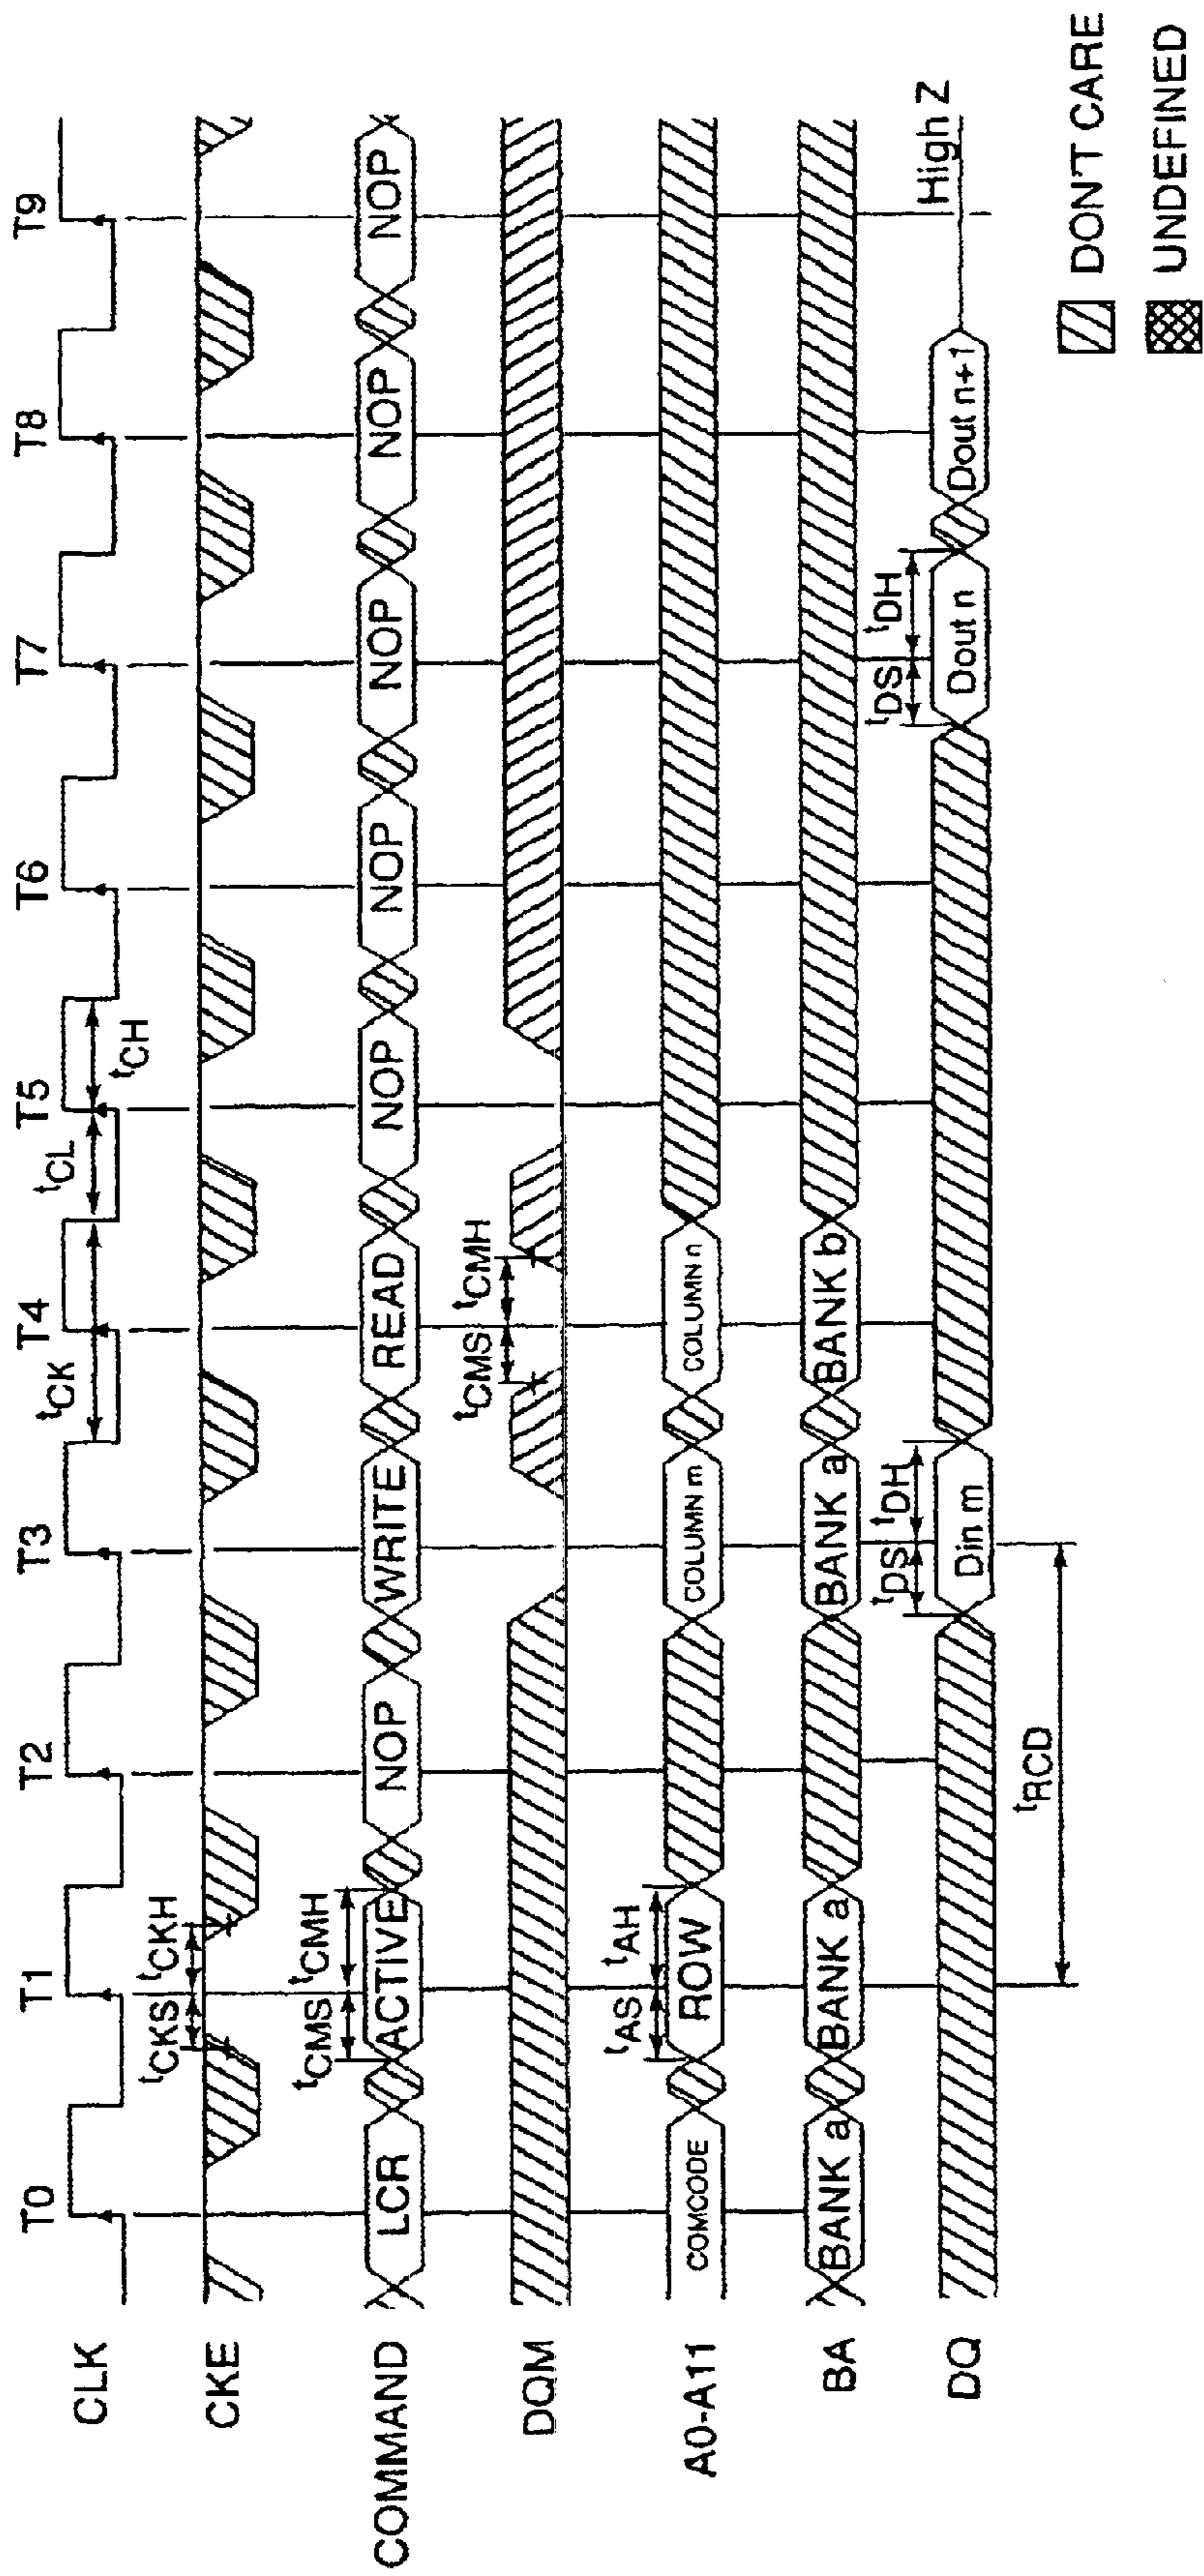 T0 T1 T2 T3 T4 T5 T6 T7 T8 T9
CLK
tCK tCL tCH
CKE
tCKS tCKH
COMMAND
tCMS tCMH
LCR ACTIVE NOP WRITE READ NOP NOP NOP NOP NOP
DQM
tCMS tCMH
A0-A11
tAS tAH
COMCODE ROW COLUMN m COLUMN n
BA
BANK a BANK a BANK a BANK b
DQ
tDS tDH tDS tDH
Din m Dout n Dout n+1 High Z
tRCD
DON'T CARE
UNDEFINED